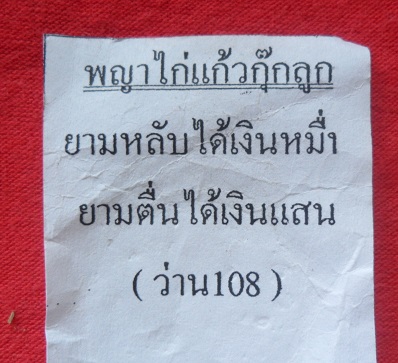 พญาไก่แก้วกุ๊กลูก
ยามหลับได้เงินหมื่น
ยามตื่นได้เงินแสน
( ว่าน108 )